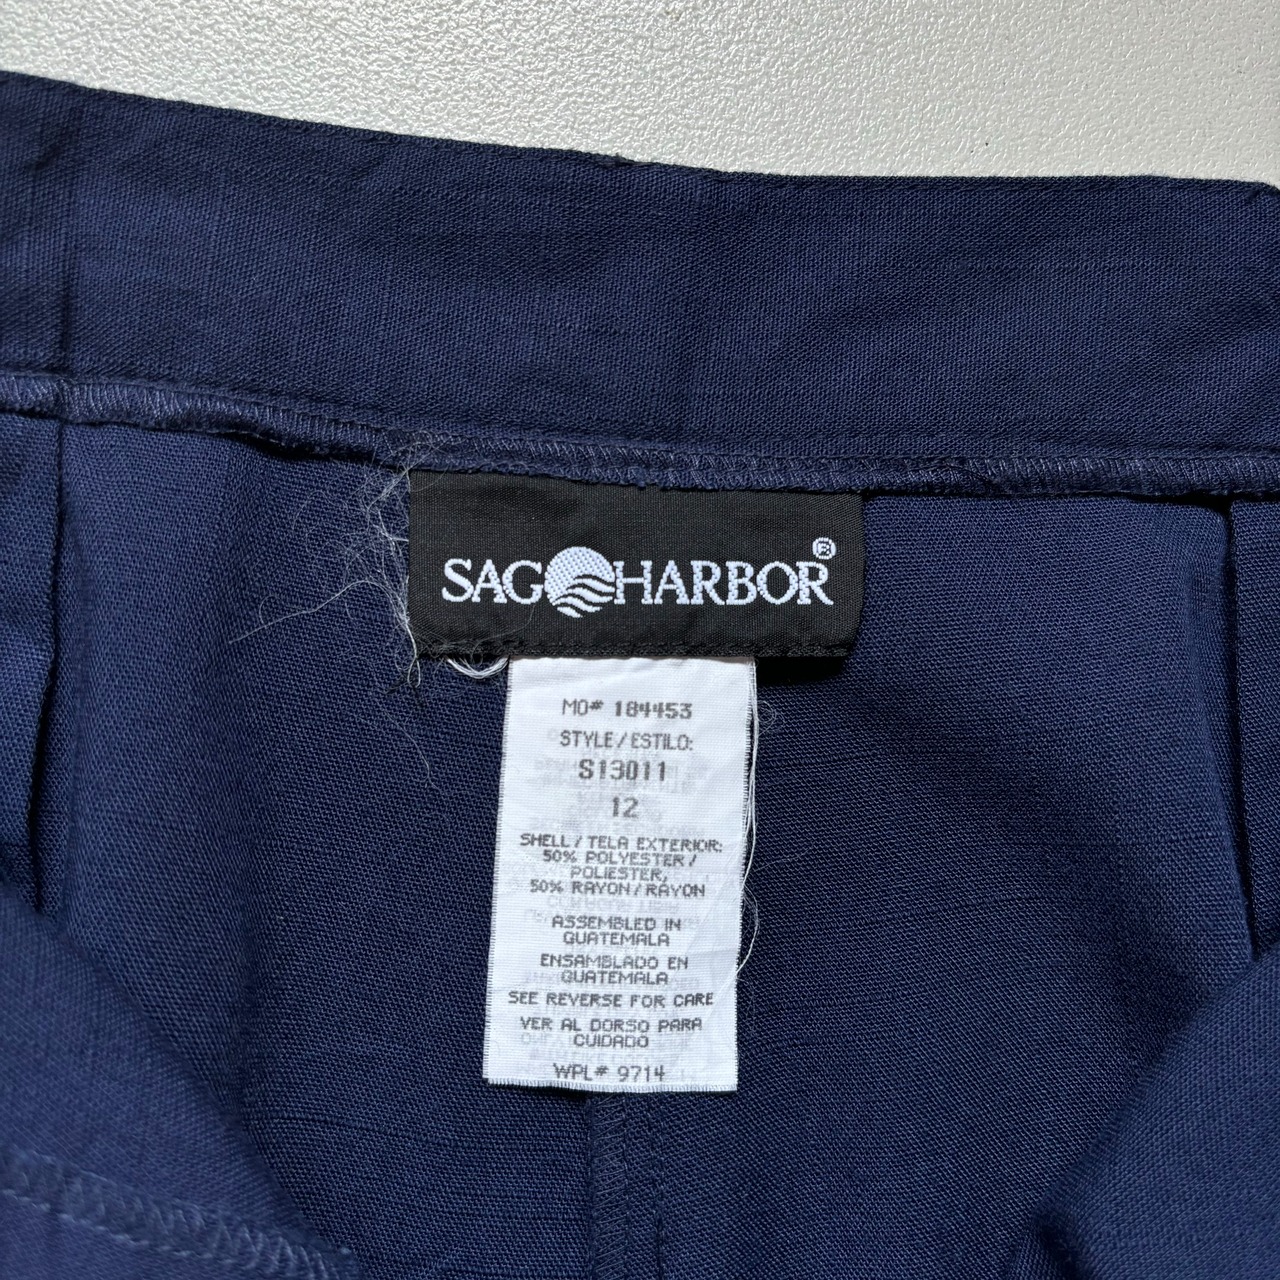 SAG HARBOR®
MO# 184453
STYLE/ESTILO:
S13011
12
SHELL / TELA EXTERIOR:
50% POLYESTER /
POLIESTER,
50% RAYON/RAYON
ASSEMBLED IN
GUATEMALA
ENSAMBLADO EN
GUATEMALA
SEE REVERSE FOR CARE
VER AL DORSO PARA
CUIDADO
WPL# 9714